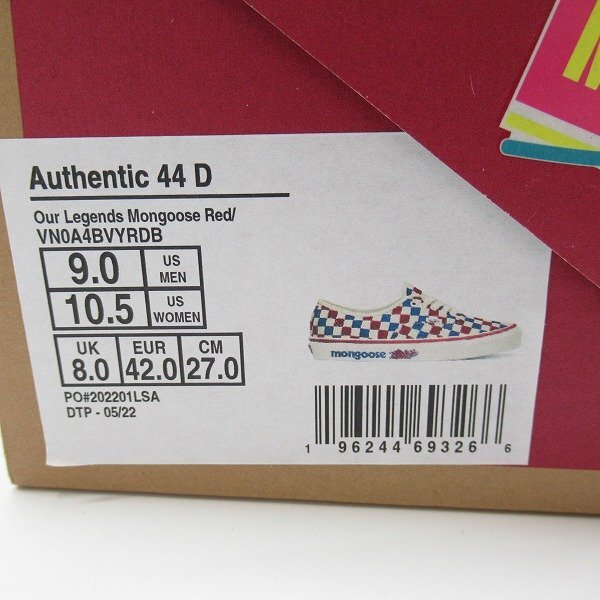 Authentic 44 D
Our Legends Mongoose Red/
VN0A4BVYRDB
9.0 US MEN
10.5 US WOMEN
UK 8.0 EUR 42.0 CM 27.0
PO#202201LSA
DTP - 05/22
mongoose
1 96244 69326 6